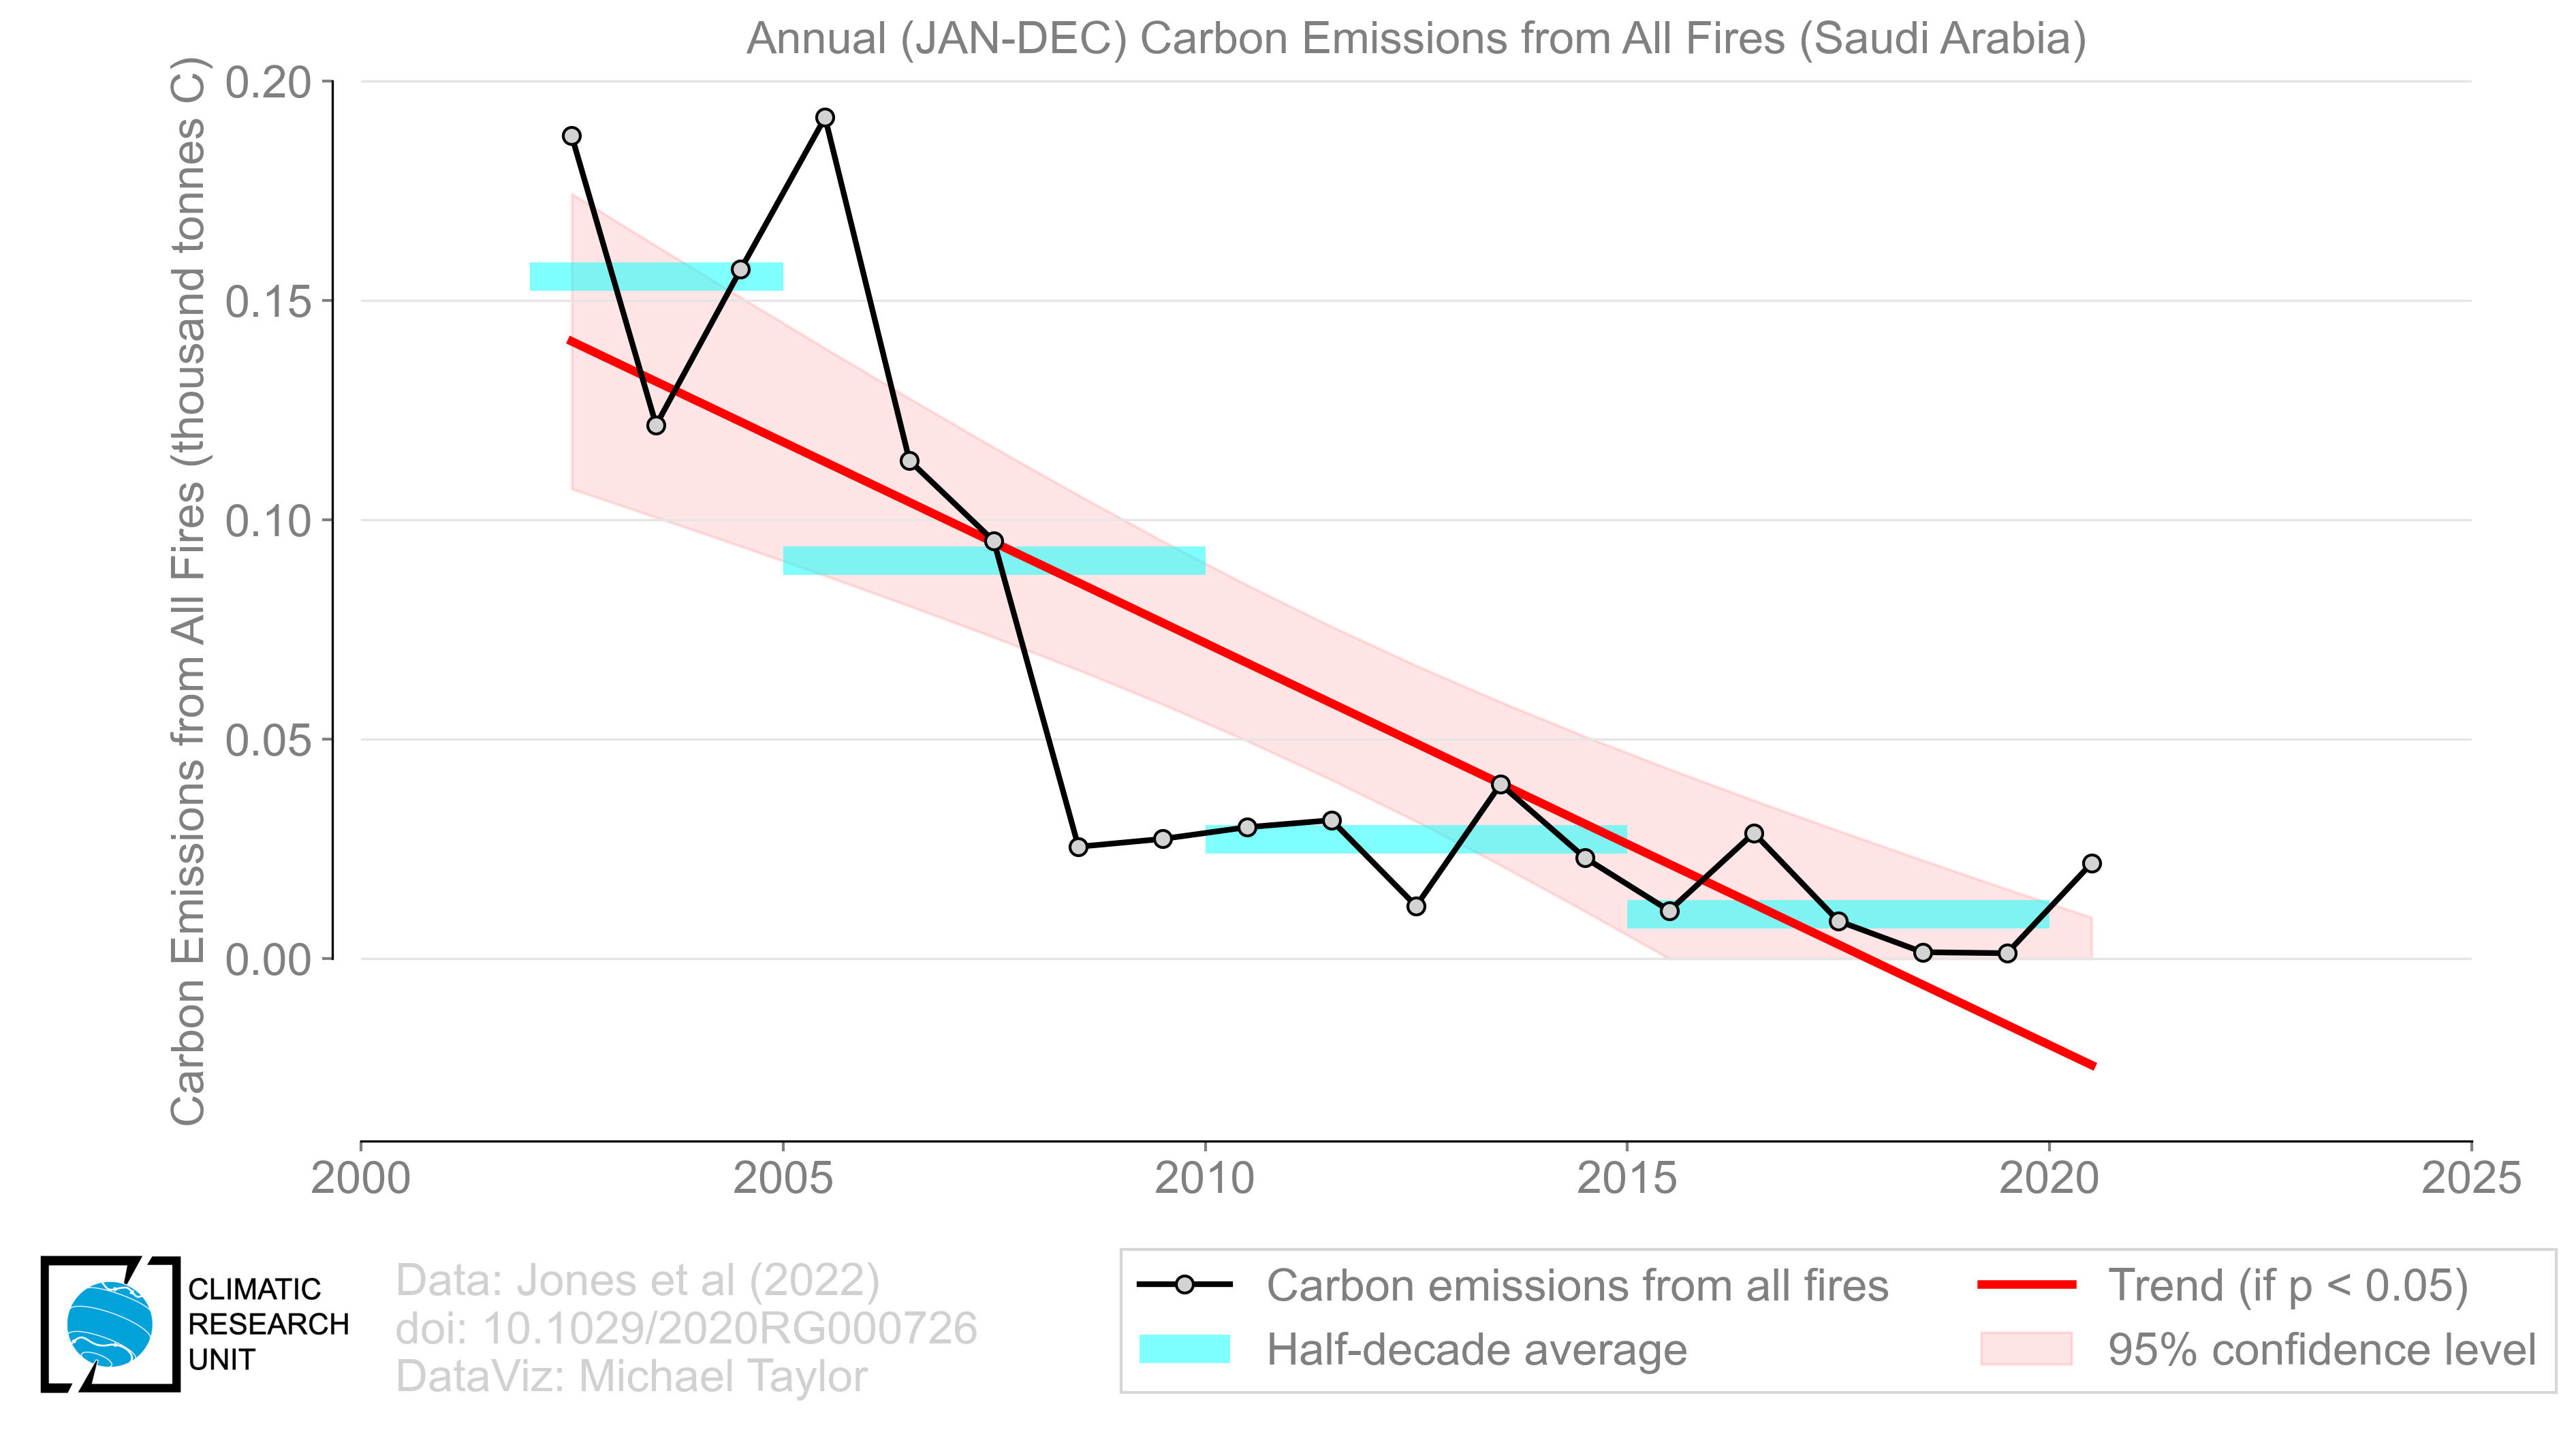 Annual (JAN-DEC) Carbon Emissions from All Fires (Saudi Arabia)
Carbon Emissions from All Fires (thousand tonnes C)
0.20
0.15
0.10
0.05
0.00
2000
2005
2010
2015
2020
2025
CLIMATIC
RESEARCH
UNIT
Data: Jones et al (2022)
doi: 10.1029/2020RG000726
DataViz: Michael Taylor
Carbon emissions from all fires
Half-decade average
Trend (if p < 0.05)
95% confidence level